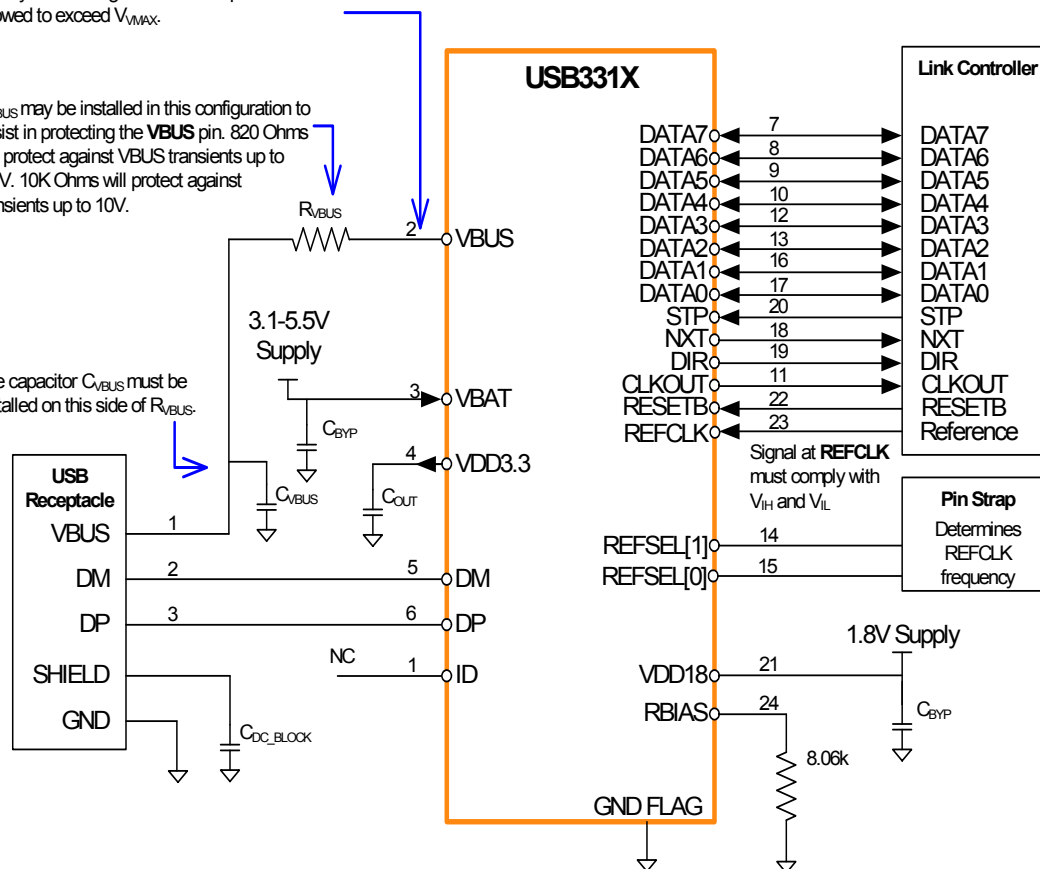 owed to exceed VVMAX.
BUS may be installed in this configuration to
sist in protecting the VBUS pin. 820 Ohms
protect against VBUS transients up to
V. 10K Ohms will protect against
nsients up to 10V.
RVBUS
2
VBUS
3.1-5.5V
Supply
e capacitor CVBUS must be
talled on this side of RVBUS.
3
VBAT
CBYP
4
VDD3.3
CVBUS
COUT
USB
Receptacle
VBUS
1
DM
2
5
DM
DP
3
6
DP
SHIELD
NC
1
ID
GND
CDC_BLOCK
USB331X
Link Controller
DATA7
7
DATA7
DATA6
8
DATA6
DATA5
9
DATA5
DATA4
10
DATA4
DATA3
12
DATA3
DATA2
13
DATA2
DATA1
16
DATA1
DATA0
17
DATA0
STP
20
STP
NXT
18
NXT
DIR
19
DIR
CLKOUT
11
CLKOUT
RESETB
22
RESETB
REFCLK
23
Reference
Signal at REFCLK
must comply with
VIH and VIL
Pin Strap
Determines
REFCLK
frequency
REFSEL[1]
14
REFSEL[0]
15
1.8V Supply
VDD18
21
RBIAS
24
CBYP
8.06k
GND FLAG